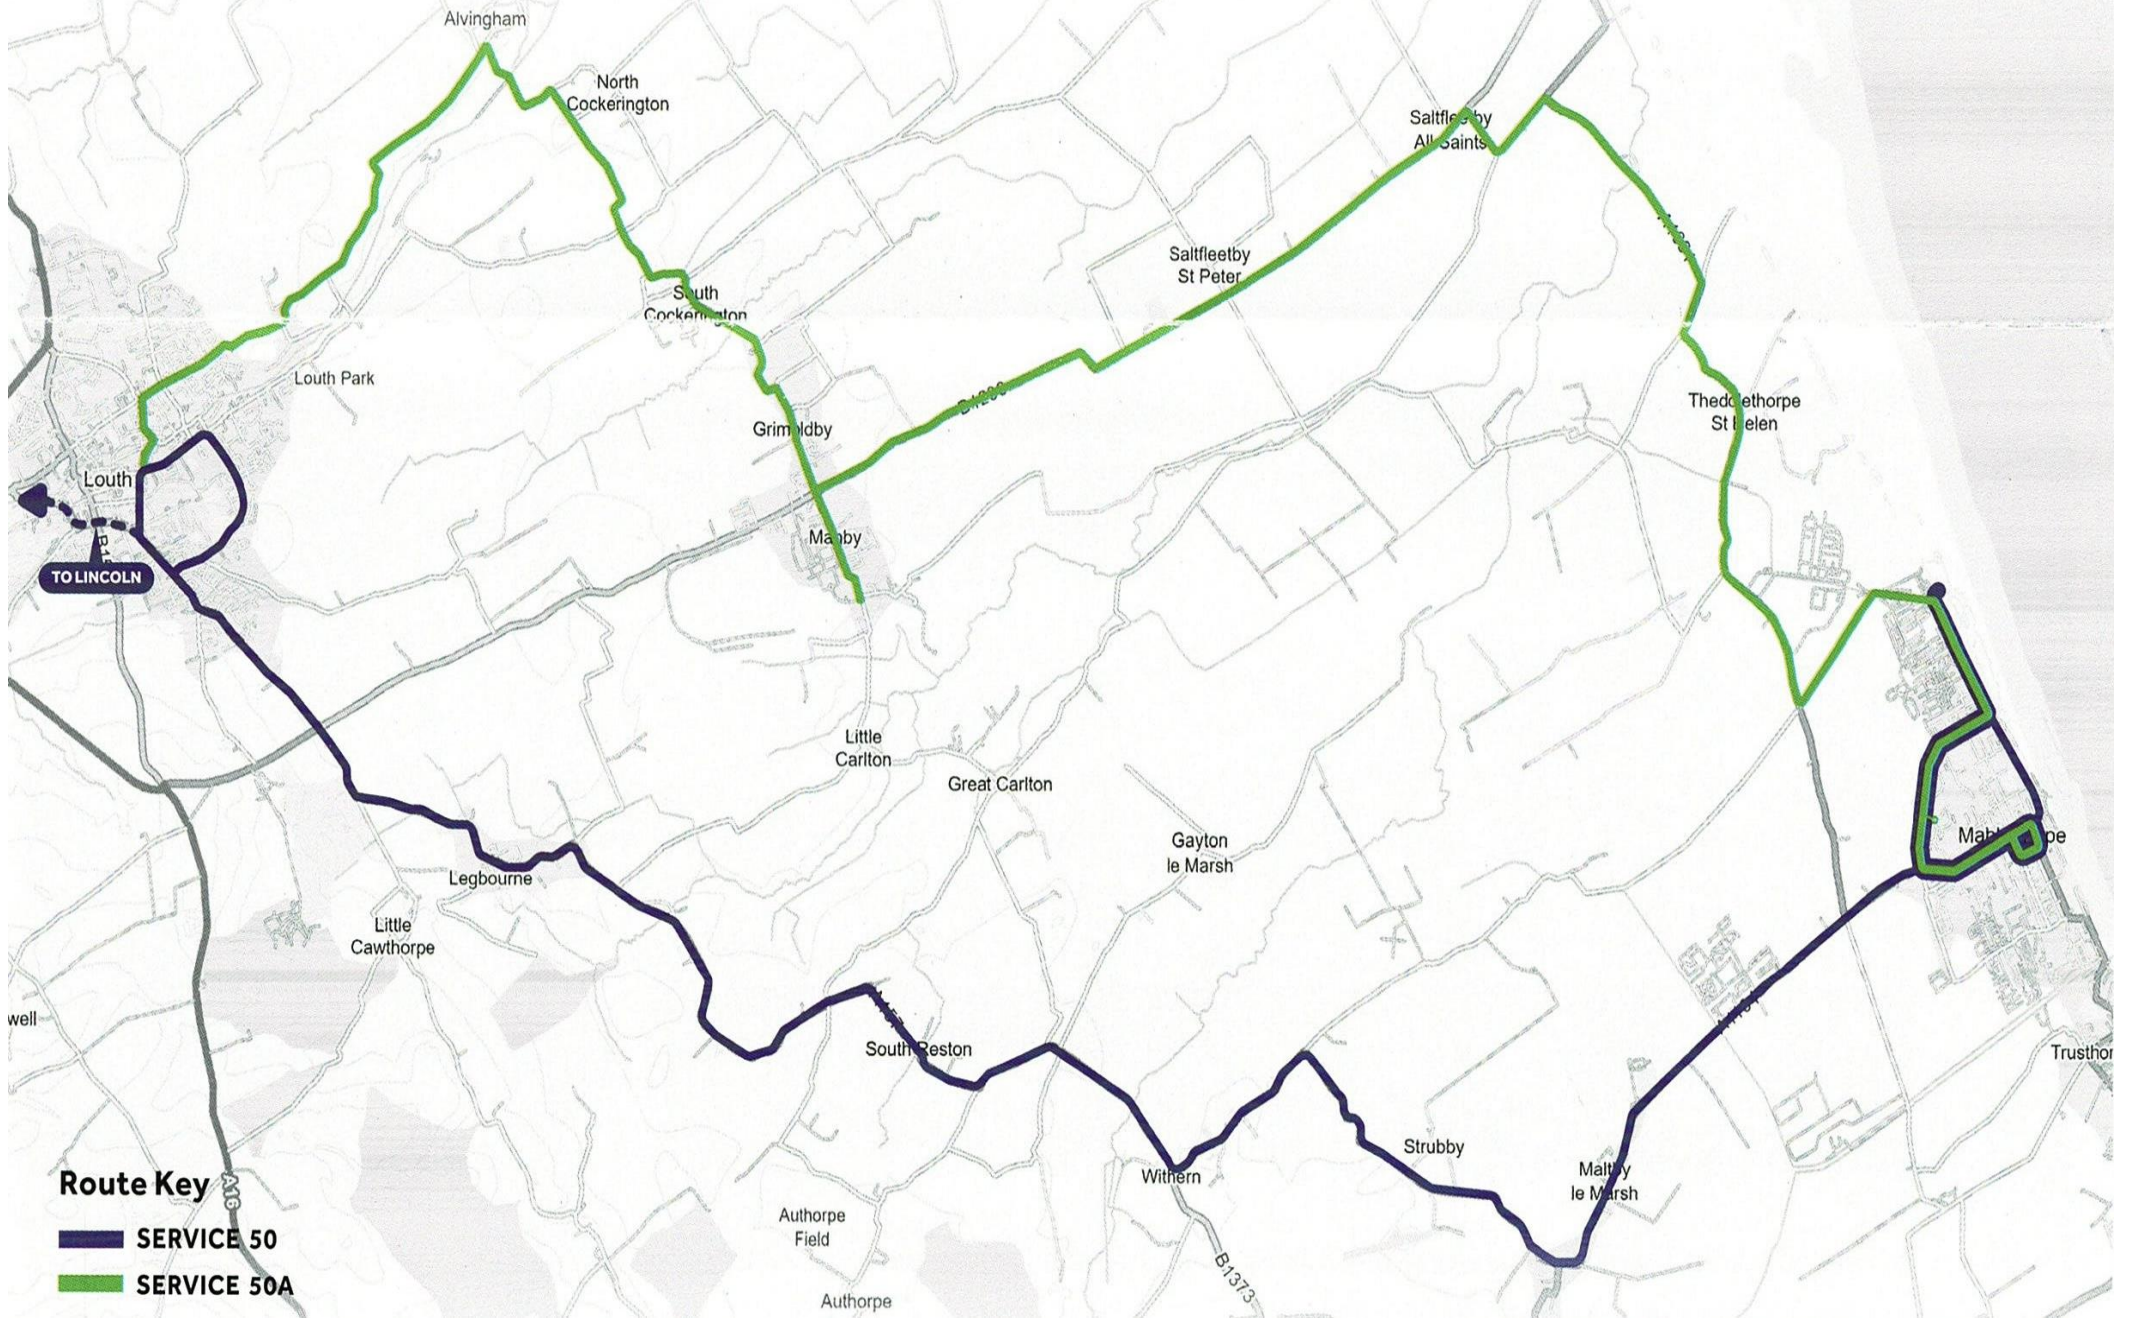 Alvingham
North
Cockerington
Saltfleetby
All Saints
Saltfleetby
St Peter
South
Cockerington
Louth Park
Theddlethorpe
St Helen
Grimoldby
Louth
Manby
TO LINCOLN
Little
Carlton
Great Carlton
Gayton
le Marsh
Legbourne
Little
Cawthorpe
well
South Reston
Trusthor
Strubby
Withern
Maltby
le Marsh
Route Key
A16
SERVICE 50
SERVICE 50A
Authorpe
Field
Authorpe
B1373